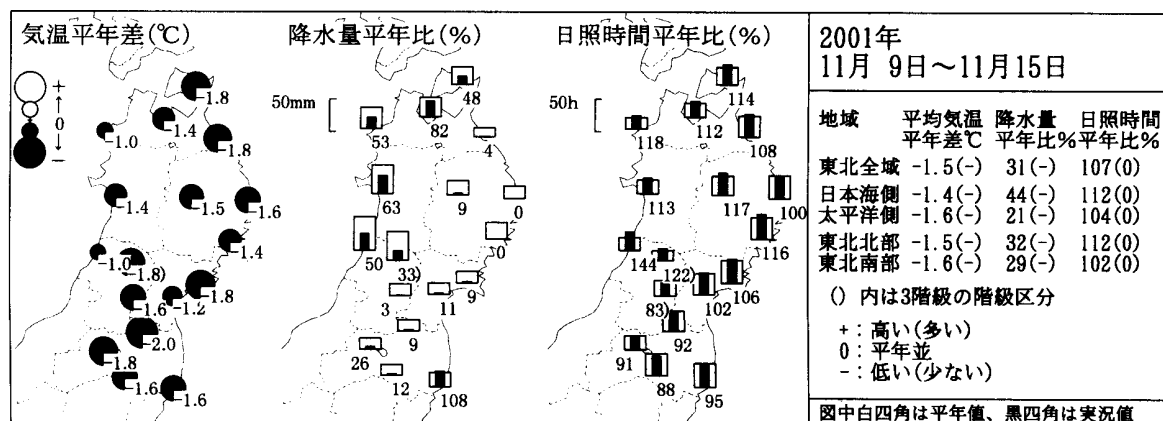 気温平年差(℃)
+
↑
0
↓
−
-1.8
-1.4
-1.0
-1.8
-1.4
-1.5
-1.6
-1.4
-1.0
-1.8)
-1.8
-1.6
-1.2
-2.0
-1.8
-1.6
-1.6
降水量平年比(%)
50mm
48
82
53
4
63
9
0
0
50
33)
9
3
11
9
26
12
108
日照時間平年比(%)
50h
114
112
118
108
113
117
100
116
144
122)
106
83)
102
92
91
88
95
2001年
11月 9日～11月15日
地域 平均気温 降水量 日照時間
平年差℃ 平年比% 平年比%
東北全域 -1.5(-) 31(-) 107(0)
日本海側 -1.4(-) 44(-) 112(0)
太平洋側 -1.6(-) 21(-) 104(0)
東北北部 -1.5(-) 32(-) 112(0)
東北南部 -1.6(-) 29(-) 102(0)
() 内は3階級の階級区分
+：高い(多い)
0：平年並
-：低い(少ない)
図中白四角は平年値、黒四角は実況値